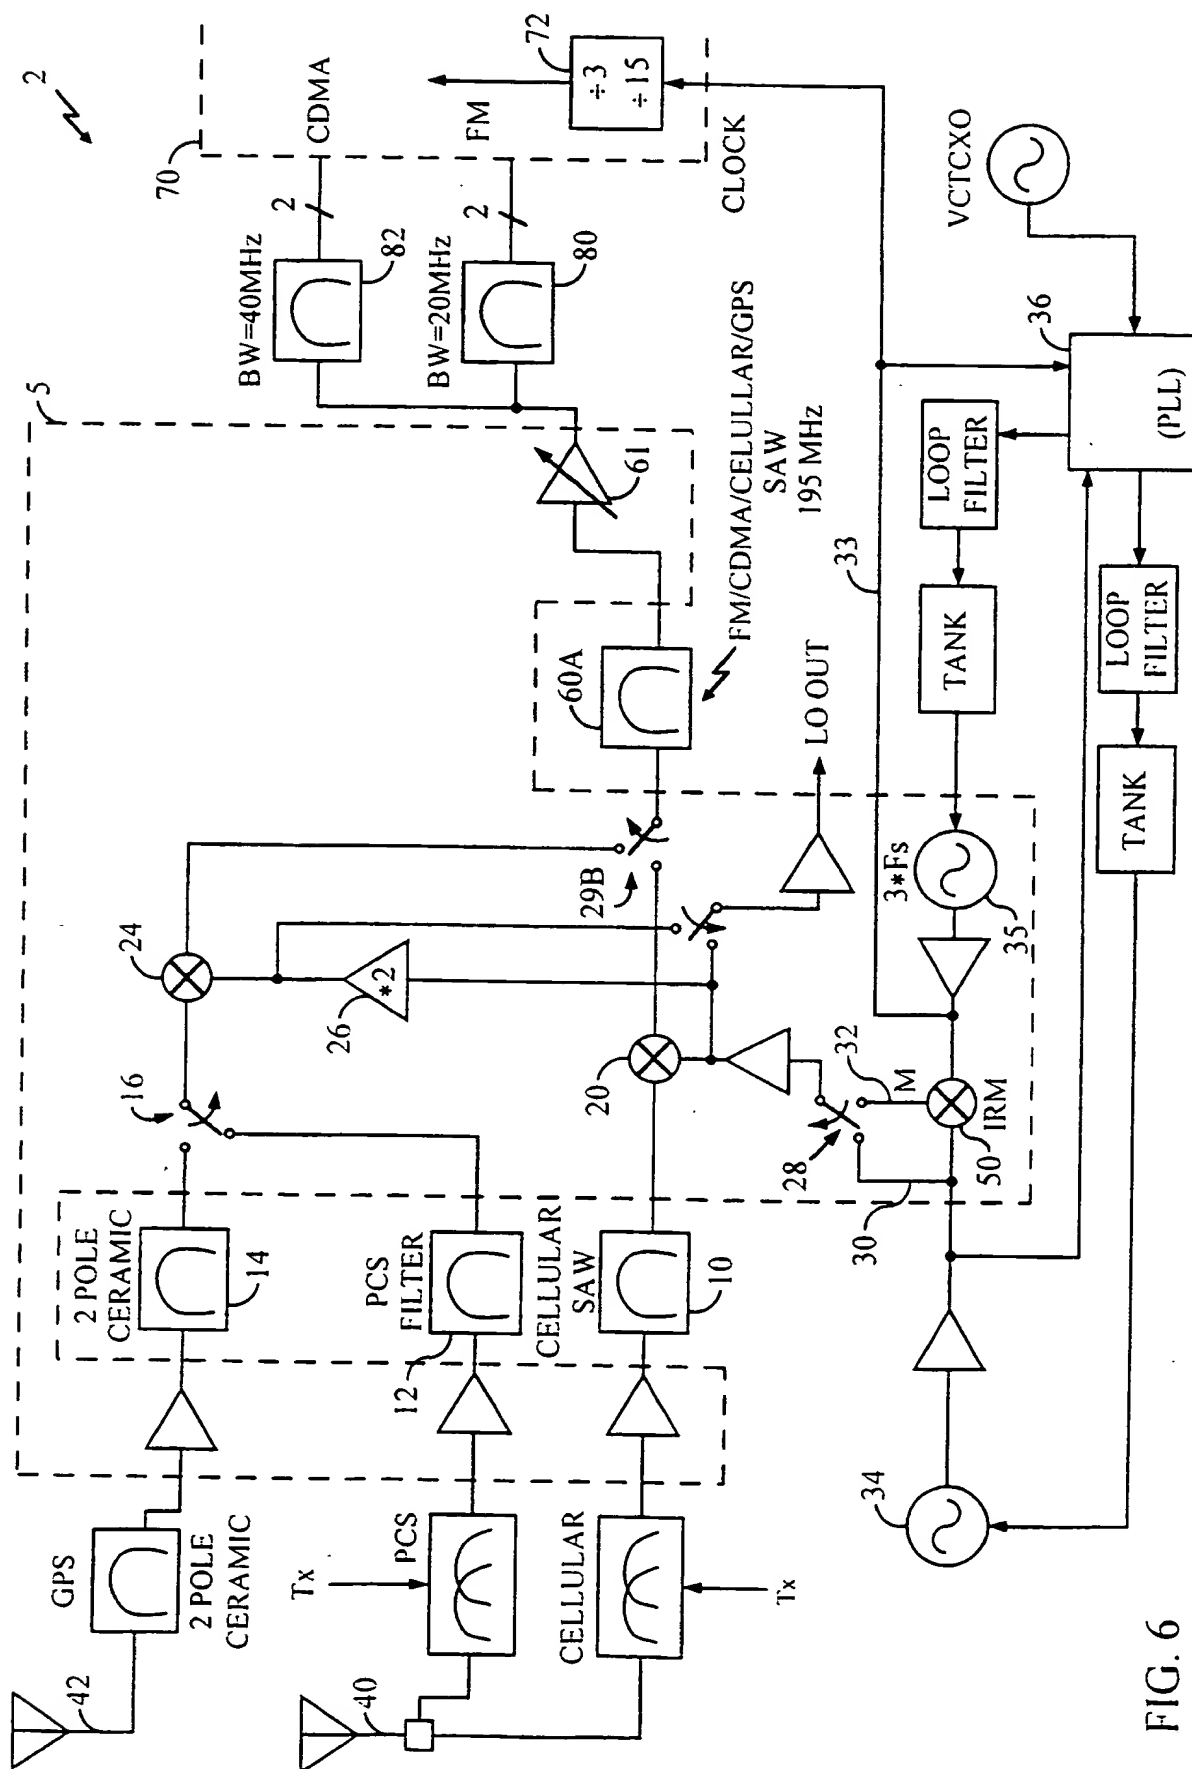 2
70
CDMA
FM
72
÷3
÷15
CLOCK
2
2
82
80
BW=40MHz
BW=20MHz
5
61
FM/CDMA/CELULLAR/GPS
SAW
195 MHz
60A
29B
LO OUT
24
26
*2
20
16
28
30
32
M
50
IRM
33
35
3*Fs
VCTCXO
36
(PLL)
LOOP
FILTER
TANK
LOOP
FILTER
TANK
34
2 POLE
CERAMIC
14
PCS
FILTER
12
CELLULAR
SAW
10
GPS
2 POLE
CERAMIC
PCS
Tx
CELLULAR
Tx
42
40
FIG. 6